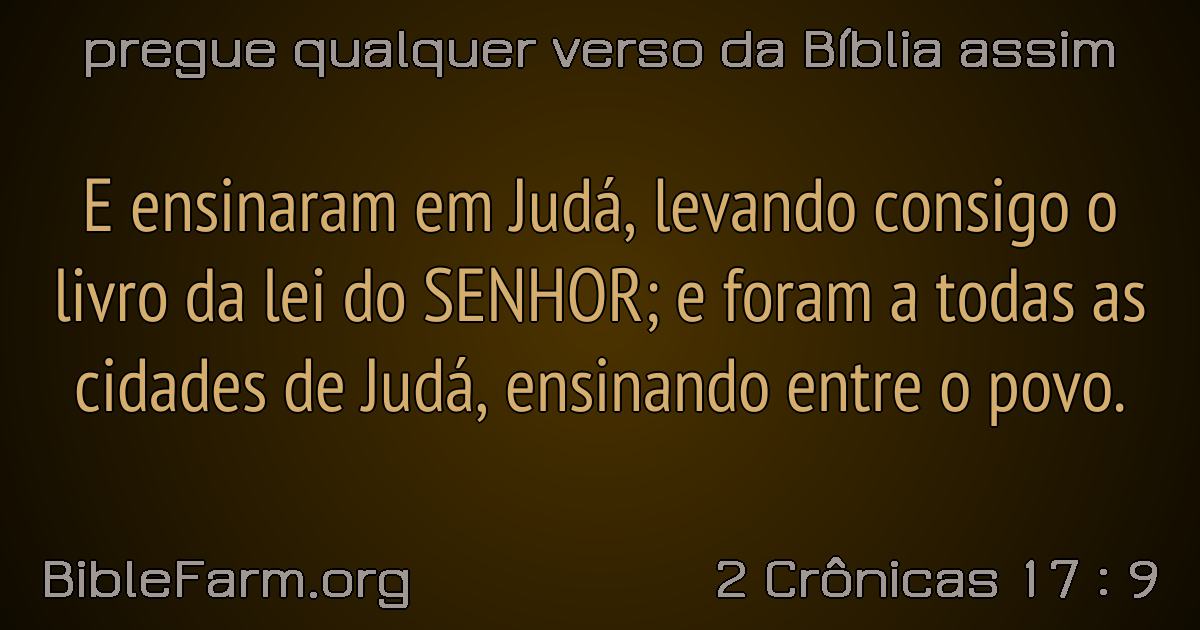 pregue qualquer verso da Bíblia assim
E ensinaram em Judá, levando consigo o
livro da lei do SENHOR; e foram a todas as
cidades de Judá, ensinando entre o povo.
BibleFarm.org
2 Crônicas 17 : 9